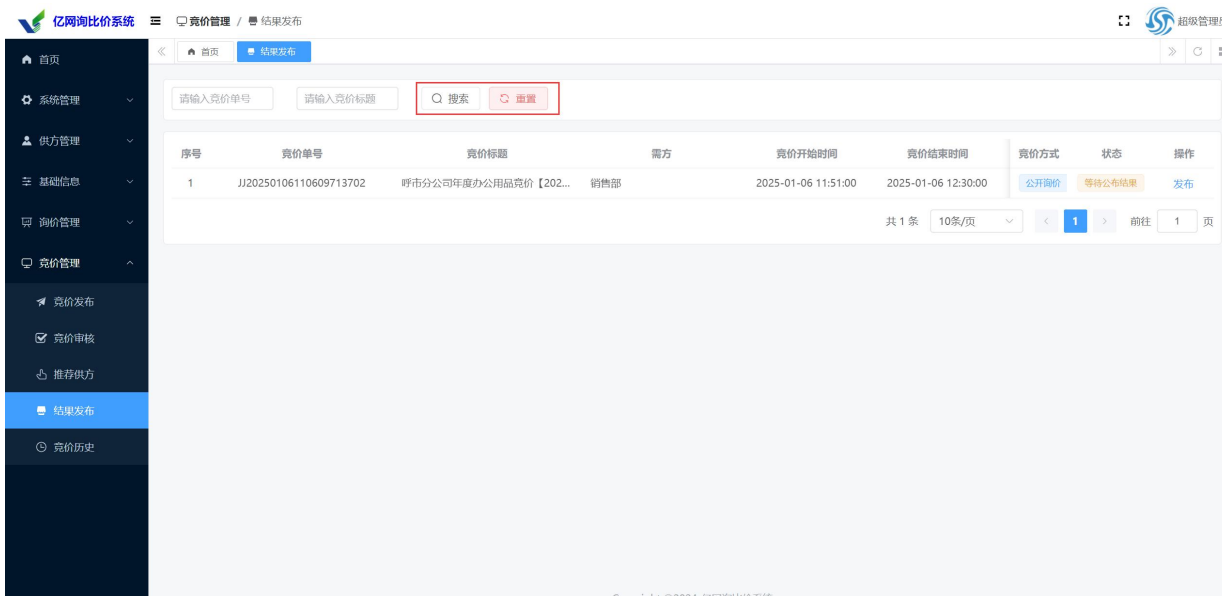 亿网询比价系统 竞价管理 / 结果发布 超级管理员
首页 结果发布
首页
系统管理
供方管理
基础信息
询价管理
竞价管理
竞价发布
竞价审核
推荐供方
结果发布
竞价历史
请输入竞价单号 请输入竞价标题 搜索 重置
序号 竞价单号 竞价标题 需方 竞价开始时间 竞价结束时间 竞价方式 状态 操作
1 JJ20250106110609713702 呼市分公司年度办公用品竞价【202... 销售部 2025-01-06 11:51:00 2025-01-06 12:30:00 公开询价 等待公布结果 发布
共 1 条 10条/页 1 前往 1 页